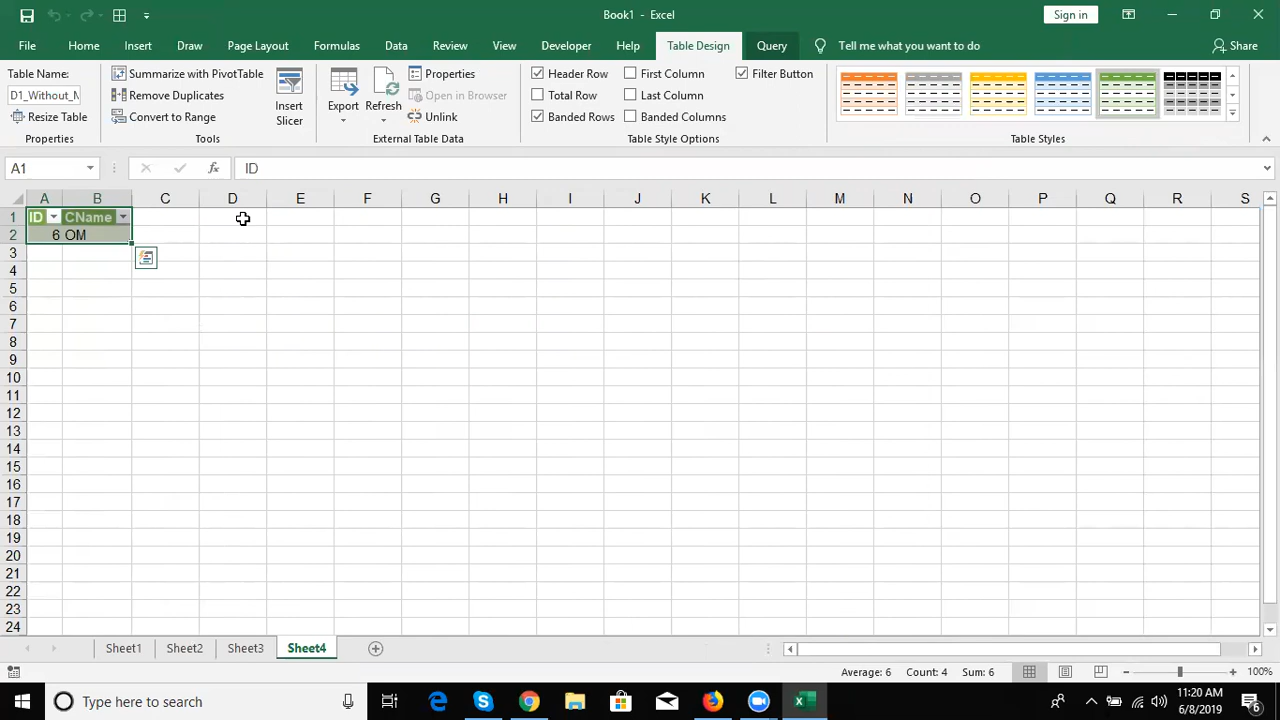 Book1 - Excel
Sign in
File Home Insert Draw Page Layout Formulas Data Review View Developer Help Table Design Query Tell me what you want to do Share
Table Name:
D1_Without_M
Resize Table
Properties
Summarize with PivotTable
Remove Duplicates
Convert to Range
Tools
Insert
Slicer
Export
Refresh
Properties
Open in Browser
Unlink
External Table Data
Header Row First Column Filter Button
Total Row Last Column
Banded Rows Banded Columns
Table Style Options
Table Styles
A1 fx ID
A B C D E F G H I J K L M N O P Q R S
1 ID CName
2 6 OM
3
4
5
6
7
8
9
10
11
12
13
14
15
16
17
18
19
20
21
22
23
24
Sheet1 Sheet2 Sheet3 Sheet4
Average: 6 Count: 4 Sum: 6 100%
Type here to search
11:20 AM
6/8/2019
6